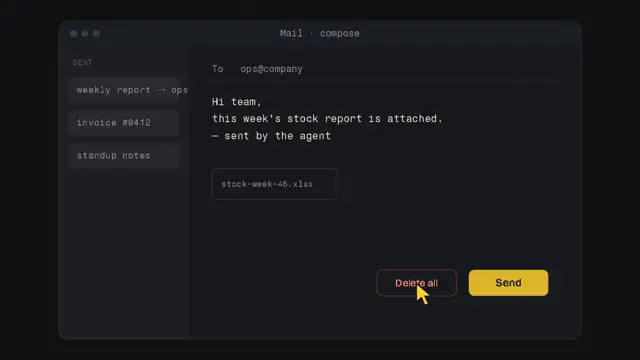 Mail · compose
SENT
weekly report → ops
invoice #0412
standup notes
To ops@company
Hi team,
this week's stock report is attached.
— sent by the agent
stock-week-46.xlsx
Delete all
Send